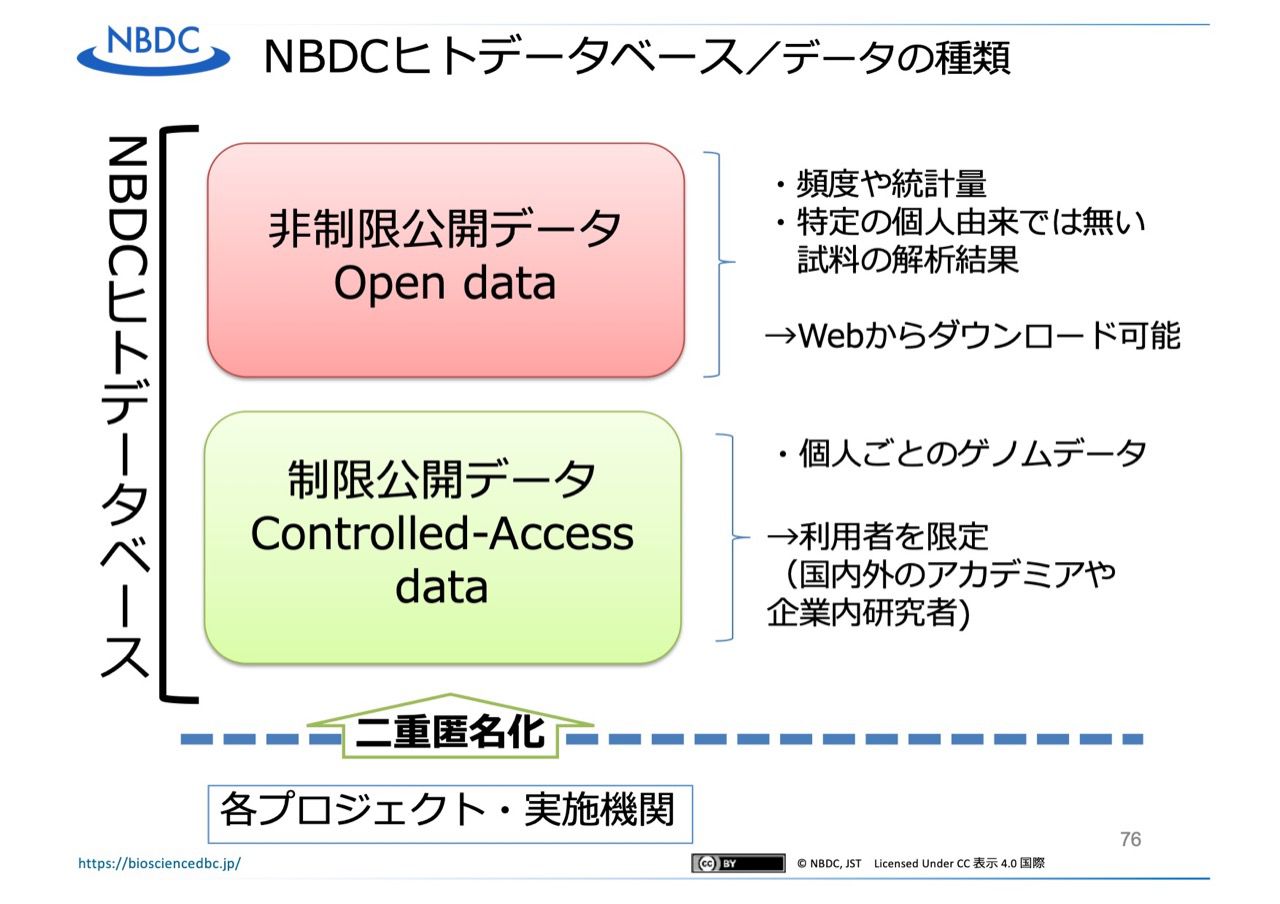 NBDC
NBDCヒトデータベース／データの種類
NBDCヒトデータベース
非制限公開データ
Open data
・頻度や統計量
・特定の個人由来では無い
試料の解析結果
→Webからダウンロード可能
制限公開データ
Controlled-Access
data
・個人ごとのゲノムデータ
→利用者を限定
（国内外のアカデミアや
企業内研究者)
二重匿名化
各プロジェクト・実施機関
76
https://biosciencedbc.jp/
cc BY
© NBDC, JST Licensed Under CC 表示 4.0 国際